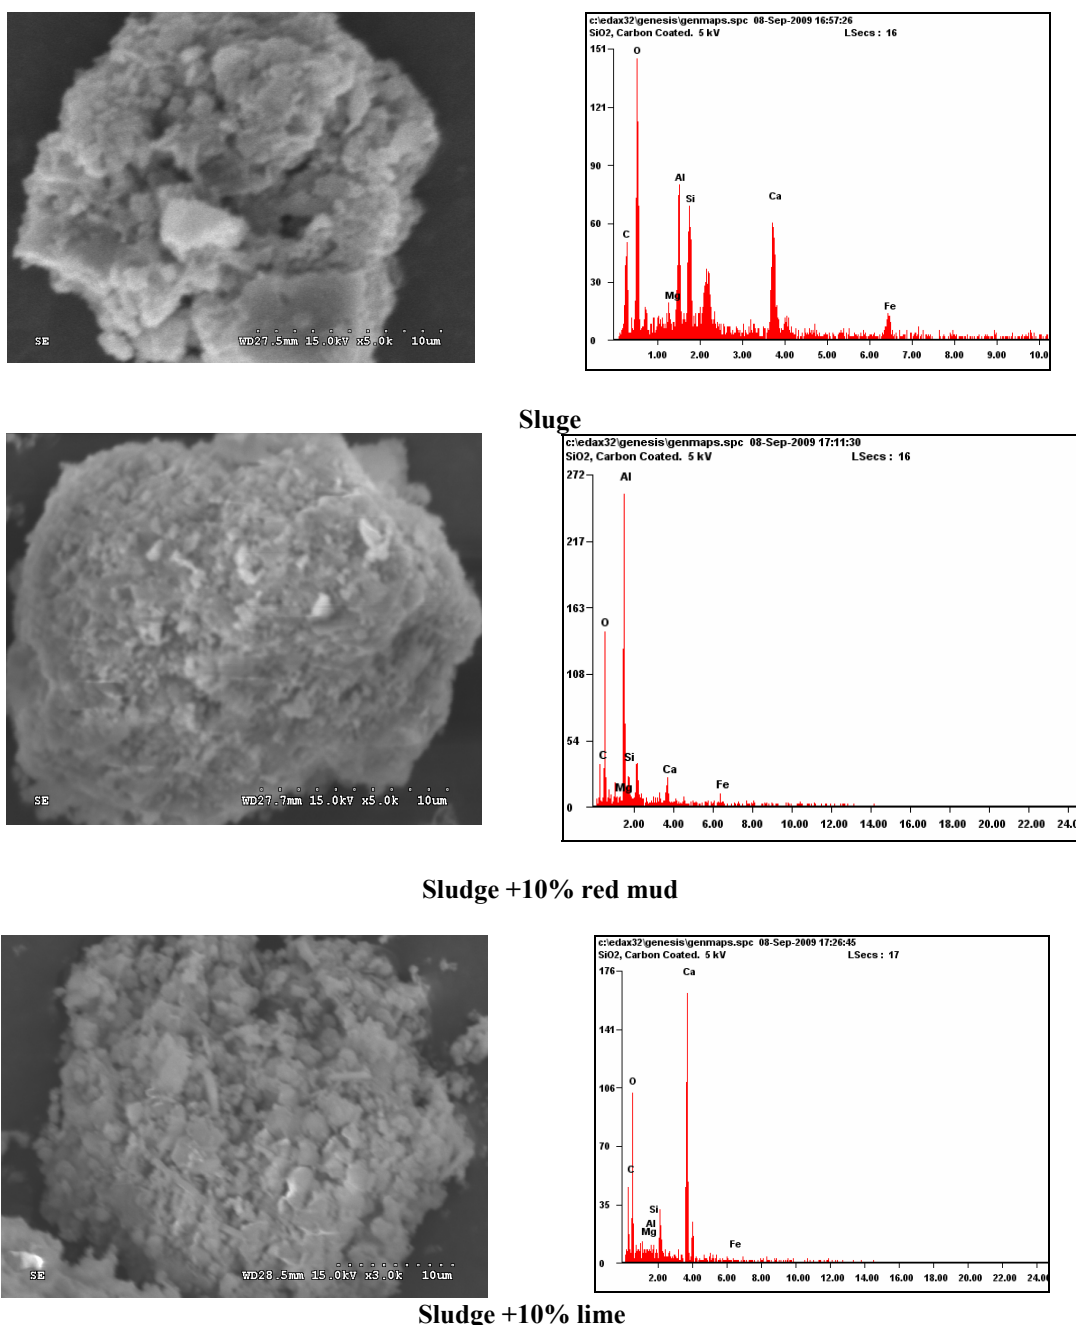 c:\edax32\genesis\genmaps.spc 08-Sep-2009 16:57:26
SiO2, Carbon Coated. 5 kV LSecs : 16
151
O
121
90
Al
Si
Ca
60
C
30
Mg
Fe
0
1.00 2.00 3.00 4.00 5.00 6.00 7.00 8.00 9.00 10.0
SE WD27.5mm 15.0kV x5.0k 10um
Sluge
c:\edax32\genesis\genmaps.spc 08-Sep-2009 17:11:30
SiO2, Carbon Coated. 5 kV LSecs : 16
272
Al
217
163
O
108
54
C
Si
Ca
Mg
Fe
0
2.00 4.00 6.00 8.00 10.00 12.00 14.00 16.00 18.00 20.00 22.00 24.0
SE WD27.7mm 15.0kV x5.0k 10um
Sludge +10% red mud
c:\edax32\genesis\genmaps.spc 08-Sep-2009 17:26:45
SiO2, Carbon Coated. 5 kV LSecs : 17
176
Ca
141
106
O
70
C
35
Si
Al
Mg
Fe
0
2.00 4.00 6.00 8.00 10.00 12.00 14.00 16.00 18.00 20.00 22.00 24.0
SE WD28.5mm 15.0kV x3.0k 10um
Sludge +10% lime